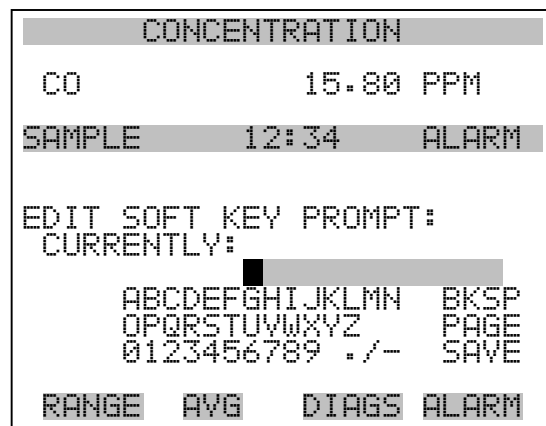 CONCENTRATION
CO 15.80 PPM
SAMPLE 12:34 ALARM
EDIT SOFT KEY PROMPT:
CURRENTLY:
ABCDEFGHIJKLMN BKSP
OPQRSTUVWXYZ PAGE
0123456789 ./- SAVE
RANGE AVG DIAGS ALARM